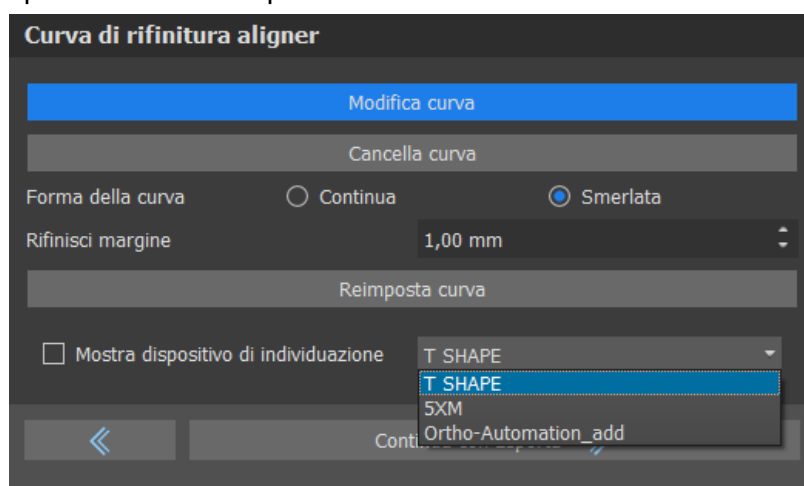 Curva di rifinitura aligner
Modifica curva
Cancella curva
Forma della curva Continua Smerlata
Rifinisci margine 1,00 mm
Reimposta curva
Mostra dispositivo di individuazione T SHAPE
T SHAPE
5XM
Ortho-Automation_add